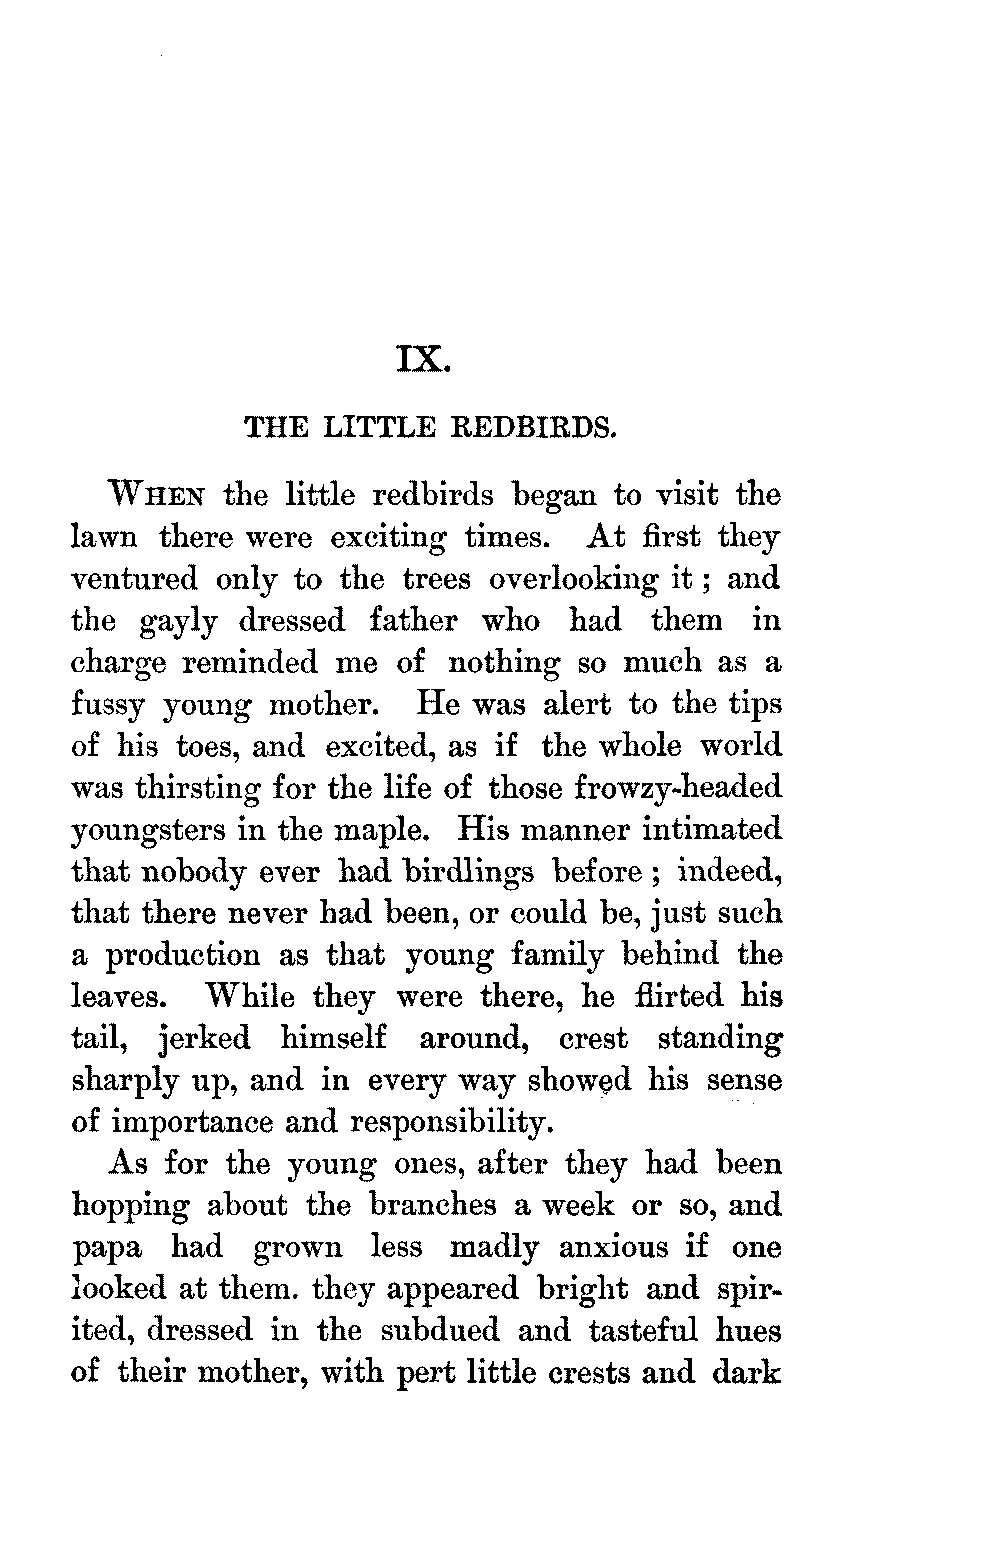 IX.
THE LITTLE REDBIRDS.
WHEN the little redbirds began to visit the
lawn there were exciting times. At first they
ventured only to the trees overlooking it ; and
the gayly dressed father who had them in
charge reminded me of nothing so much as a
fussy young mother. He was alert to the tips
of his toes, and excited, as if the whole world
was thirsting for the life of those frowzy-headed
youngsters in the maple. His manner intimated
that nobody ever had birdlings before ; indeed,
that there never had been, or could be, just such
a production as that young family behind the
leaves. While they were there, he flirted his
tail, jerked himself around, crest standing
sharply up, and in every way showed his sense
of importance and responsibility.
As for the young ones, after they had been
hopping about the branches a week or so, and
papa had grown less madly anxious if one
looked at them. they appeared bright and spir-
ited, dressed in the subdued and tasteful hues
of their mother, with pert little crests and dark